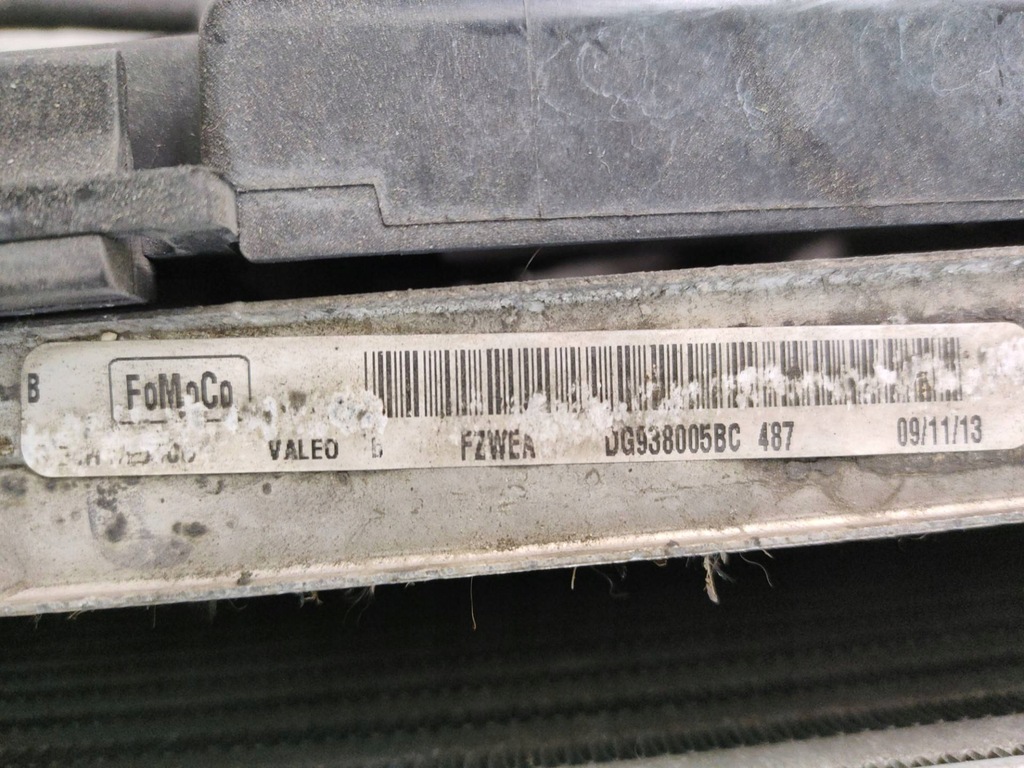 B
FoMoCo
VALEO B FZWEA DG938005BC 487 09/11/13